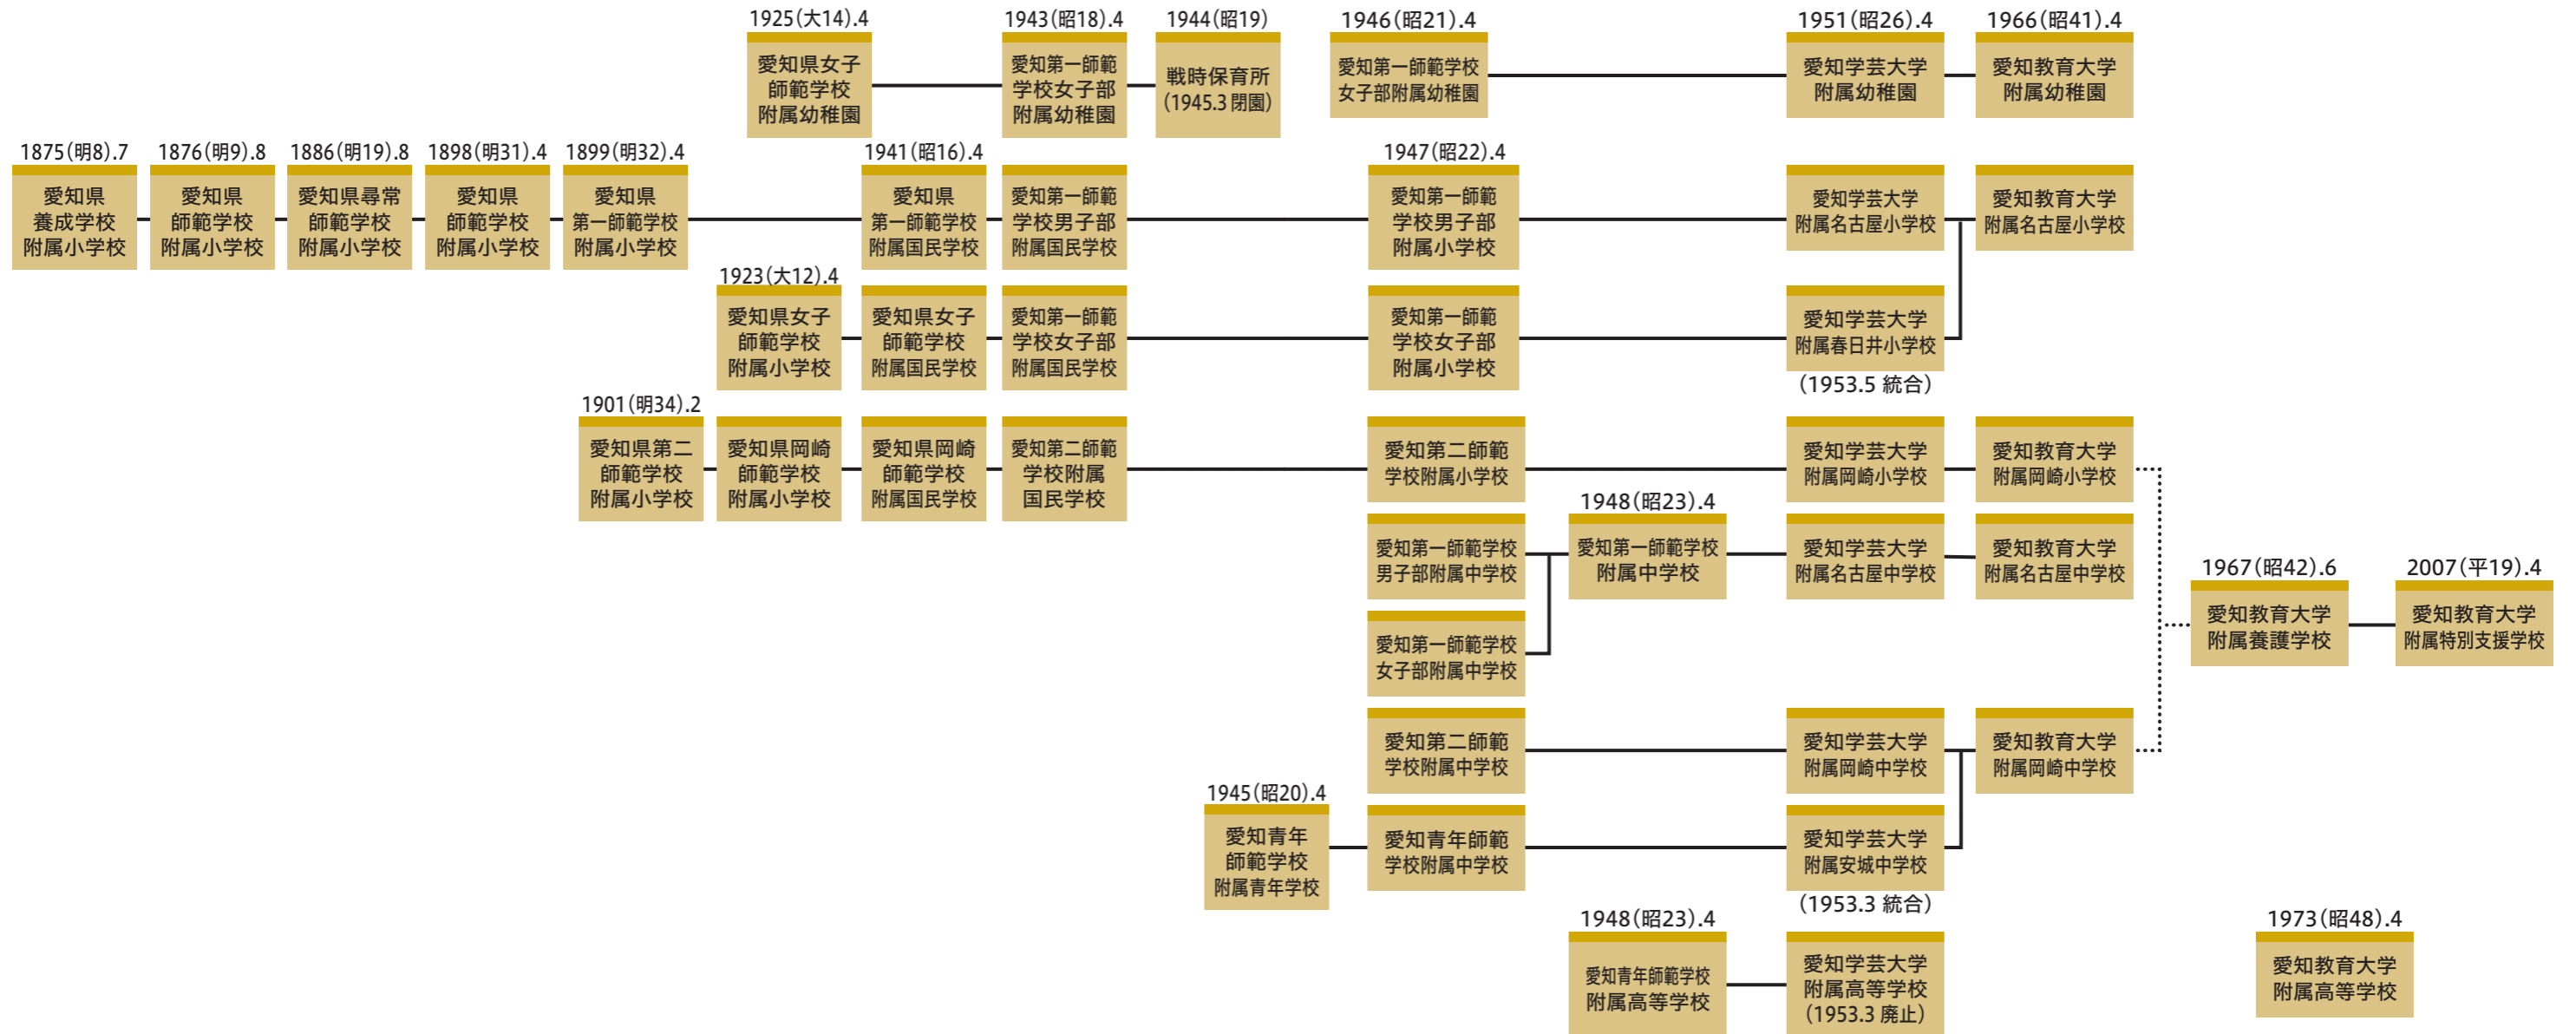 1925(大14).4
愛知県女子
師範学校
附属幼稚園
1943(昭18).4
愛知第一師範
学校女子部
附属幼稚園
1944(昭19)
戦時保育所
(1945.3 閉園)
1946(昭21).4
愛知第一師範学校
女子部附属幼稚園
1951(昭26).4
愛知学芸大学
附属幼稚園
1966(昭41).4
愛知教育大学
附属幼稚園
1875(明8).7
愛知県
養成学校
附属小学校
1876(明9).8
愛知県
師範学校
附属小学校
1886(明19).8
愛知県尋常
師範学校
附属小学校
1898(明31).4
愛知県
師範学校
附属小学校
1899(明32).4
愛知県
第一師範学校
附属小学校
1941(昭16).4
愛知県
第一師範学校
附属国民学校
愛知第一師範
学校男子部
附属国民学校
1947(昭22).4
愛知第一師範
学校男子部
附属小学校
愛知学芸大学
附属名古屋小学校
愛知教育大学
附属名古屋小学校
1923(大12).4
愛知県女子
師範学校
附属小学校
愛知県女子
師範学校
附属国民学校
愛知第一師範
学校女子部
附属国民学校
愛知第一師範
学校女子部
附属小学校
愛知学芸大学
附属春日井小学校
(1953.5 統合)
1901(明34).2
愛知県第二
師範学校
附属小学校
愛知県岡崎
師範学校
附属小学校
愛知県岡崎
師範学校
附属国民学校
愛知第二師範
学校附属
国民学校
愛知第二師範
学校附属小学校
愛知学芸大学
附属岡崎小学校
愛知教育大学
附属岡崎小学校
愛知第一師範学校
男子部附属中学校
1948(昭23).4
愛知第一師範学校
附属中学校
愛知学芸大学
附属名古屋中学校
愛知教育大学
附属名古屋中学校
愛知第一師範学校
女子部附属中学校
1967(昭42).6
愛知教育大学
附属養護学校
2007(平19).4
愛知教育大学
附属特別支援学校
愛知第二師範
学校附属中学校
愛知学芸大学
附属岡崎中学校
愛知教育大学
附属岡崎中学校
1945(昭20).4
愛知青年
師範学校
附属青年学校
愛知青年師範
学校附属中学校
愛知学芸大学
附属安城中学校
(1953.3 統合)
1948(昭23).4
愛知青年師範学校
附属高等学校
愛知学芸大学
附属高等学校
(1953.3 廃止)
1973(昭48).4
愛知教育大学
附属高等学校